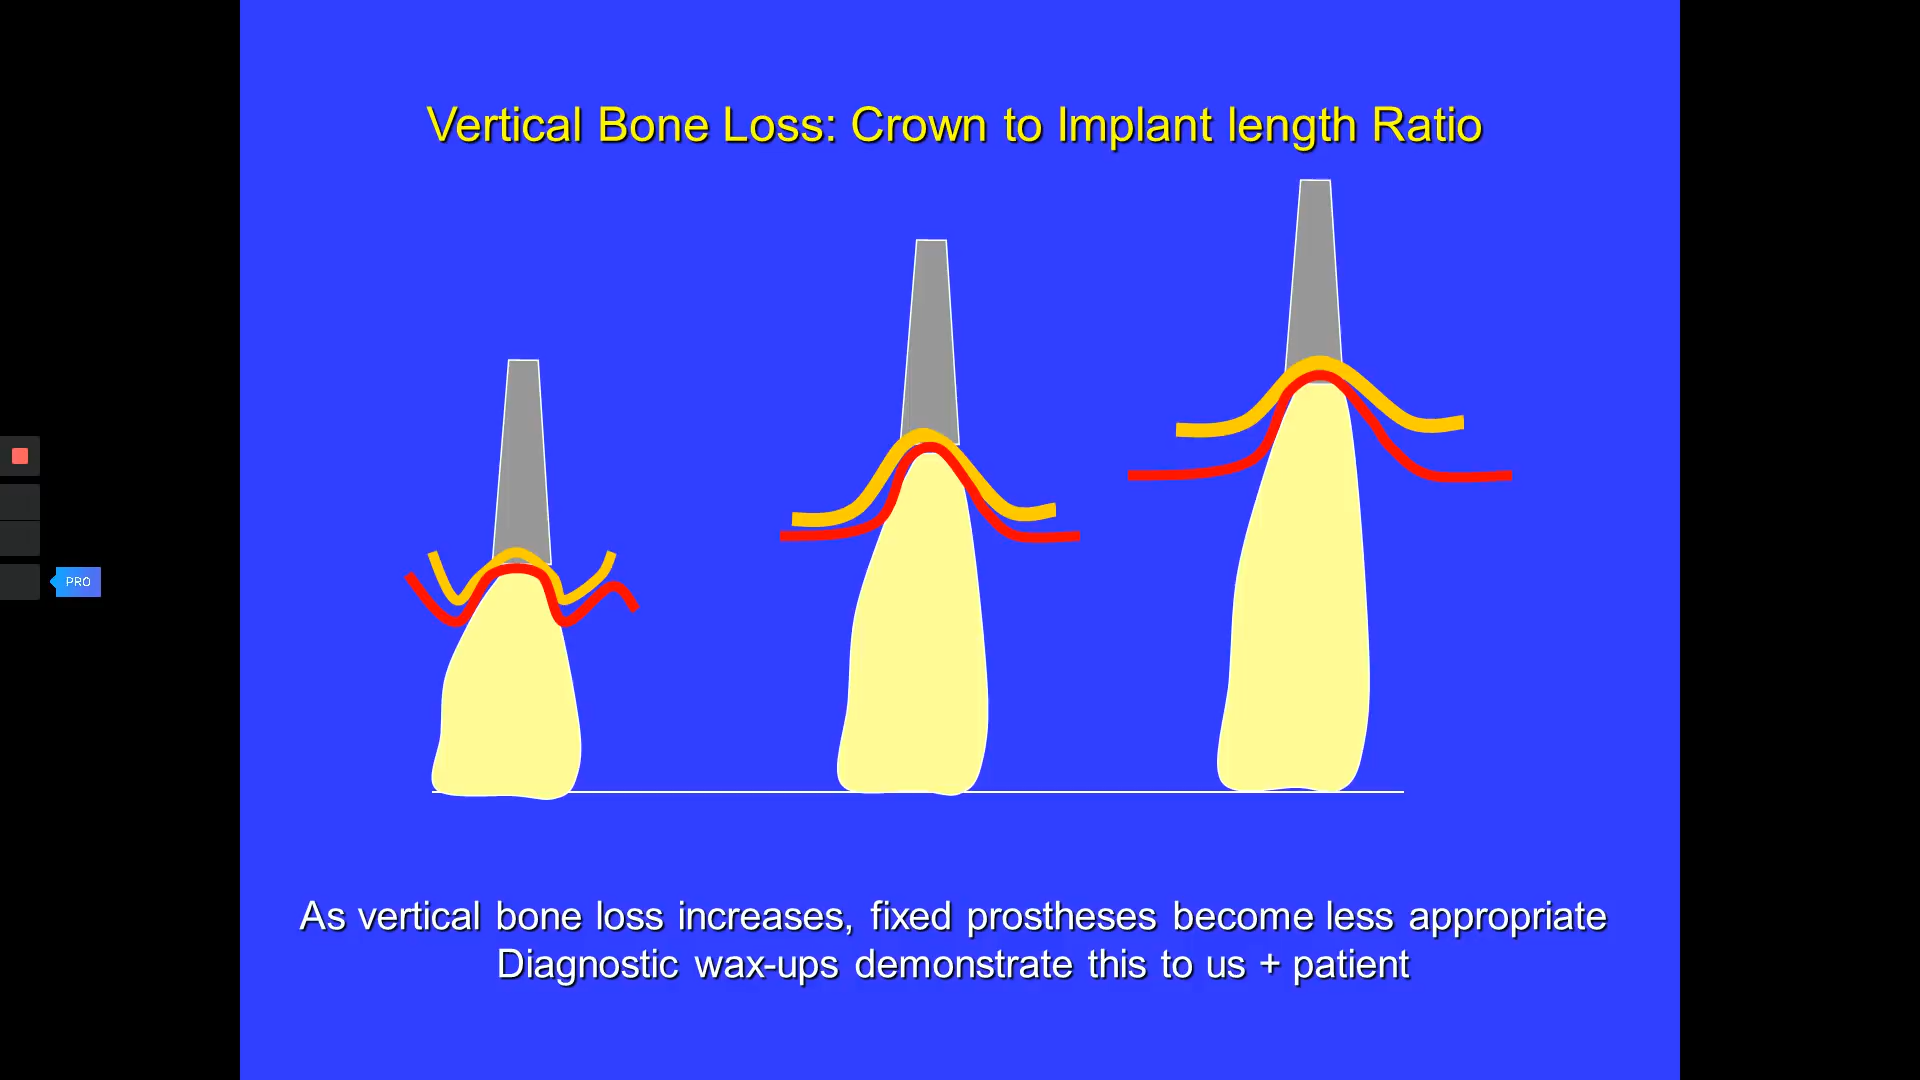 Vertical Bone Loss: Crown to Implant length Ratio
PRO
As vertical bone loss increases, fixed prostheses become less appropriate
Diagnostic wax-ups demonstrate this to us + patient